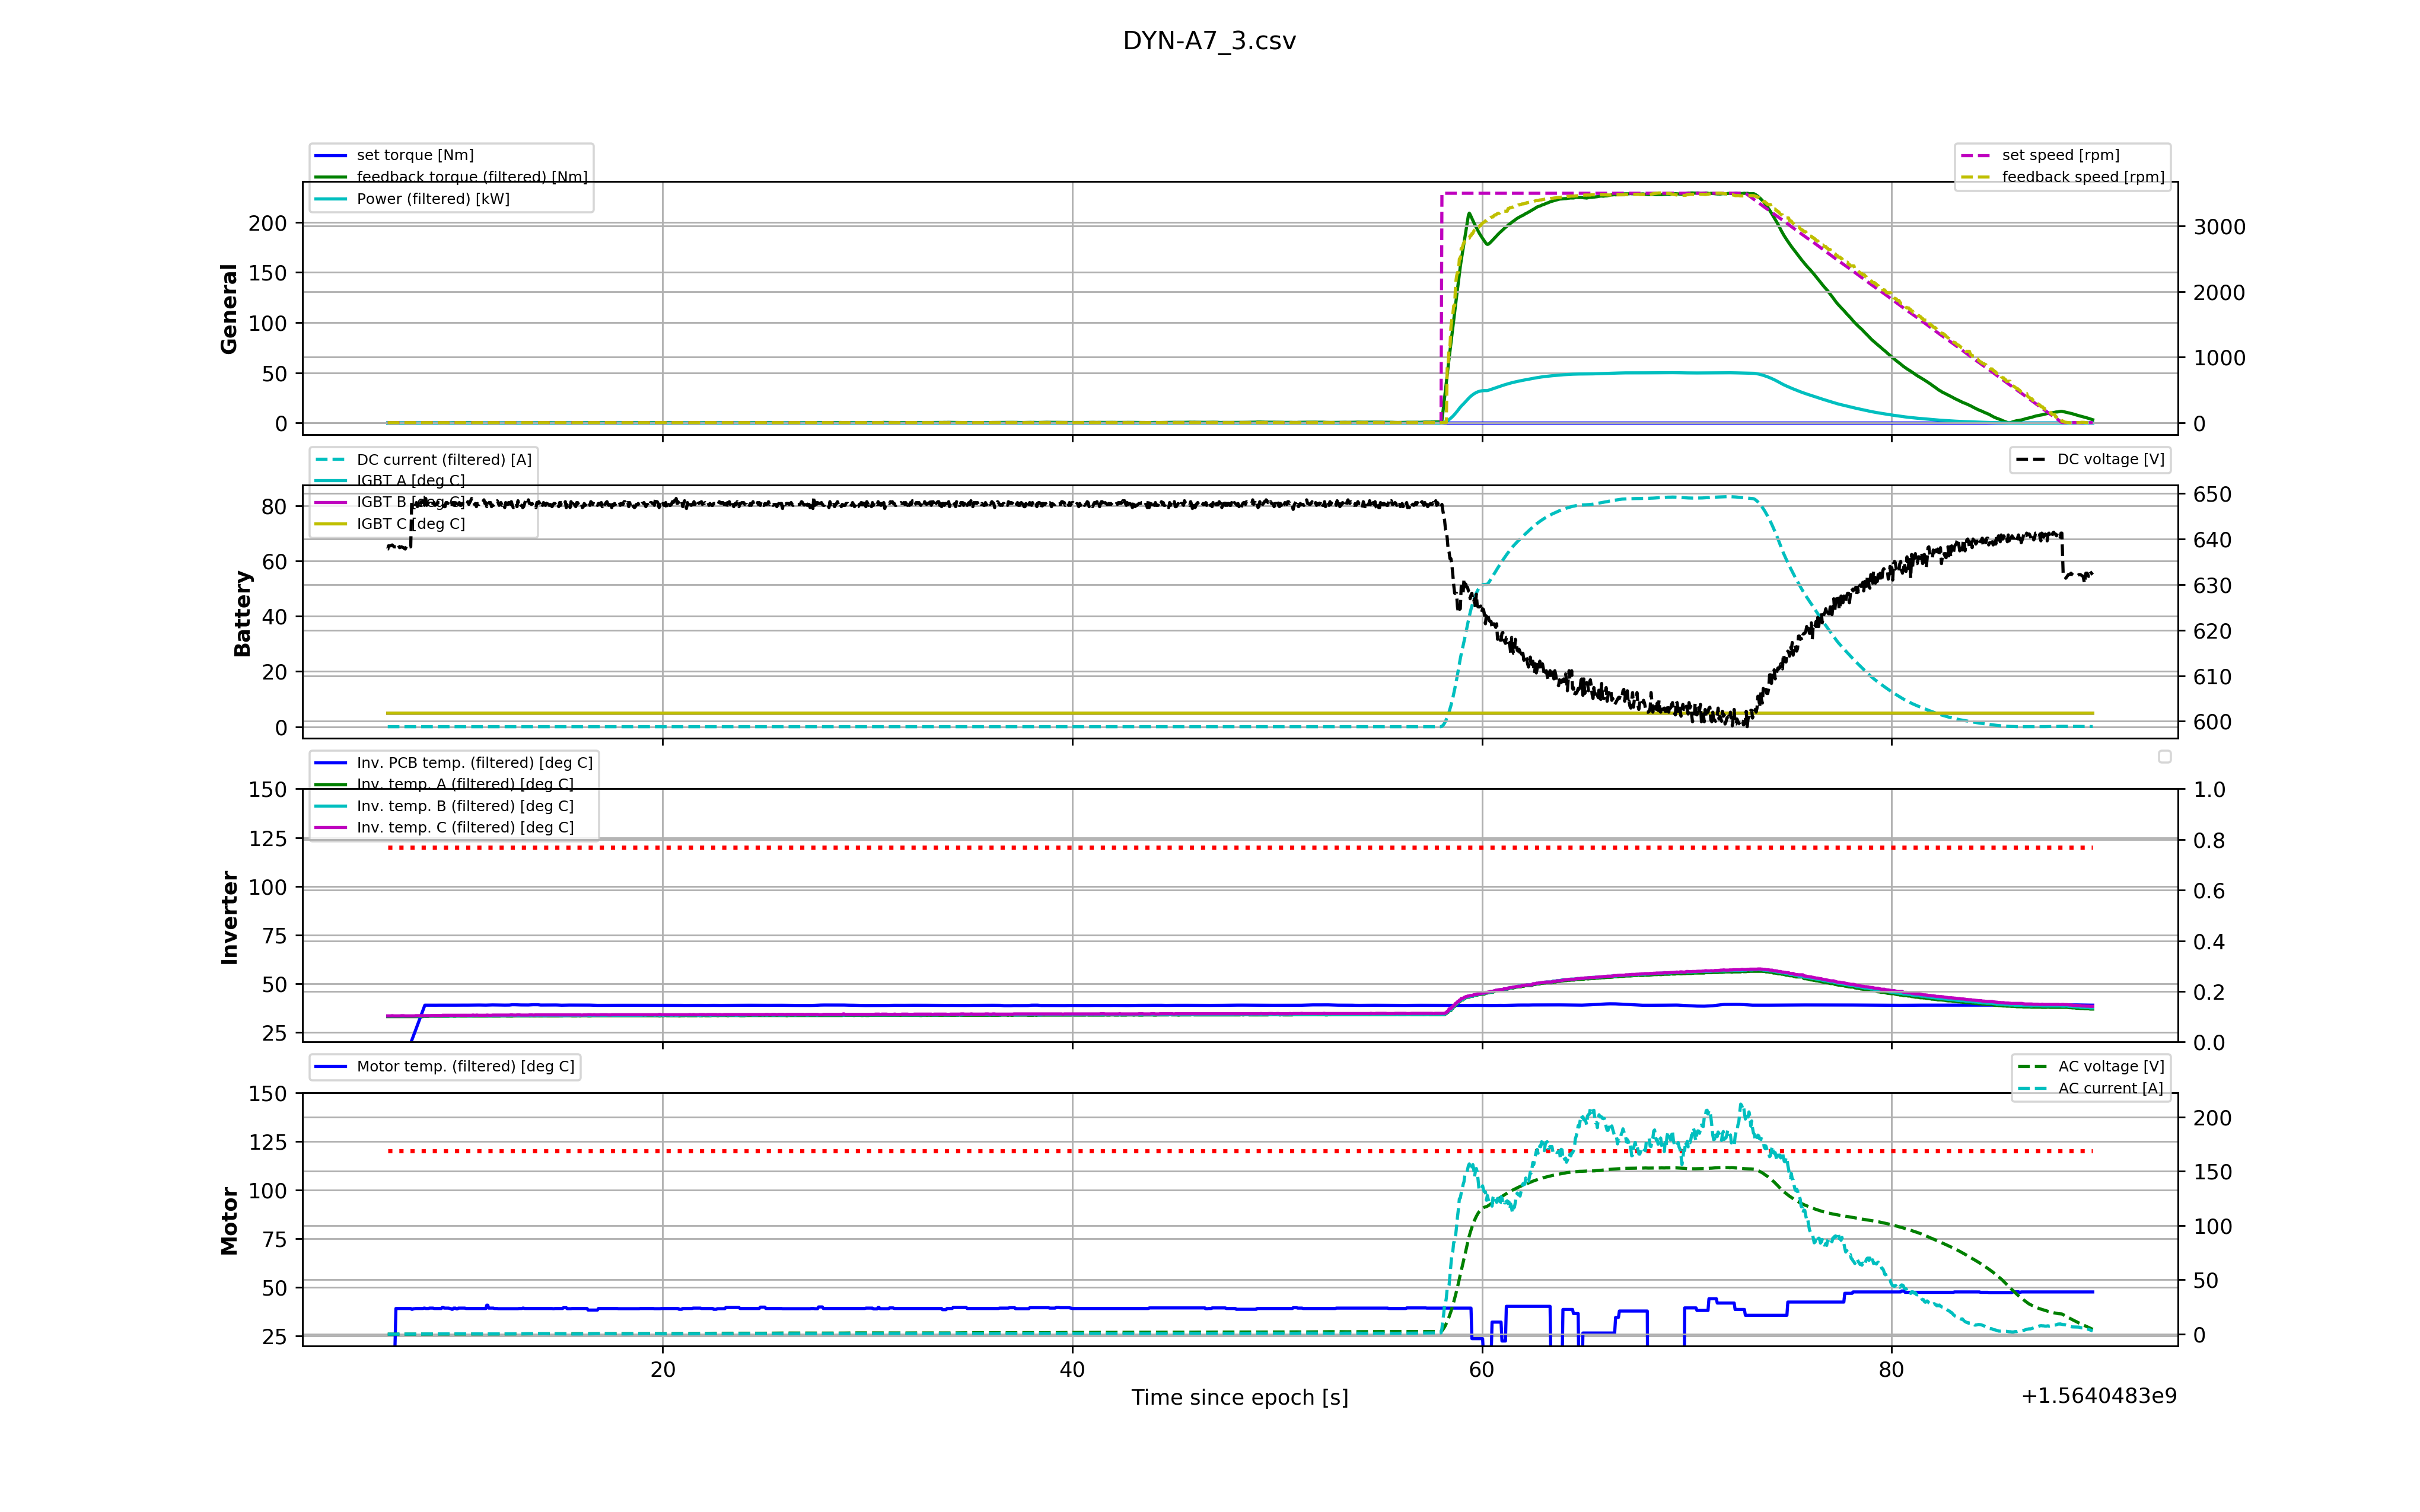 DYN-A7_3.csv
set torque [Nm]
feedback torque (filtered) [Nm]
Power (filtered) [kW]
set speed [rpm]
feedback speed [rpm]
General
200
150
100
50
0
3000
2000
1000
0
DC current (filtered) [A]
IGBT A [deg C]
IGBT B [deg C]
IGBT C [deg C]
DC voltage [V]
Battery
80
60
40
20
0
650
640
630
620
610
600
Inv. PCB temp. (filtered) [deg C]
Inv. temp. A (filtered) [deg C]
Inv. temp. B (filtered) [deg C]
Inv. temp. C (filtered) [deg C]
Inverter
150
125
100
75
50
25
1.0
0.8
0.6
0.4
0.2
0.0
Motor temp. (filtered) [deg C]
AC voltage [V]
AC current [A]
Motor
150
125
100
75
50
25
200
150
100
50
0
20 40 60 80
Time since epoch [s]
+1.5640483e9